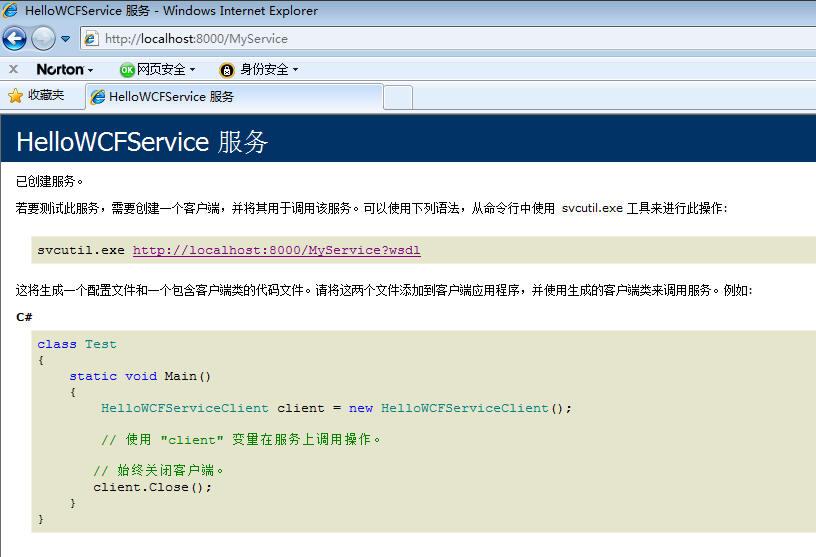 HelloWCFService 服务 - Windows Internet Explorer
http://localhost:8000/MyService
x Norton OK 网页安全 身份安全
收藏夹 HelloWCFService 服务
HelloWCFService 服务
已创建服务。
若要测试此服务，需要创建一个客户端，并将其用于调用该服务。可以使用下列语法，从命令行中使用 svcutil.exe 工具来进行此操作:
svcutil.exe http://localhost:8000/MyService?wsdl
这将生成一个配置文件和一个包含客户端类的代码文件。请将这两个文件添加到客户端应用程序，并使用生成的客户端类来调用服务。例如:
C#
class Test
{
static void Main()
{
HelloWCFServiceClient client = new HelloWCFServiceClient();
// 使用 "client" 变量在服务上调用操作。
// 始终关闭客户端。
client.Close();
}
}